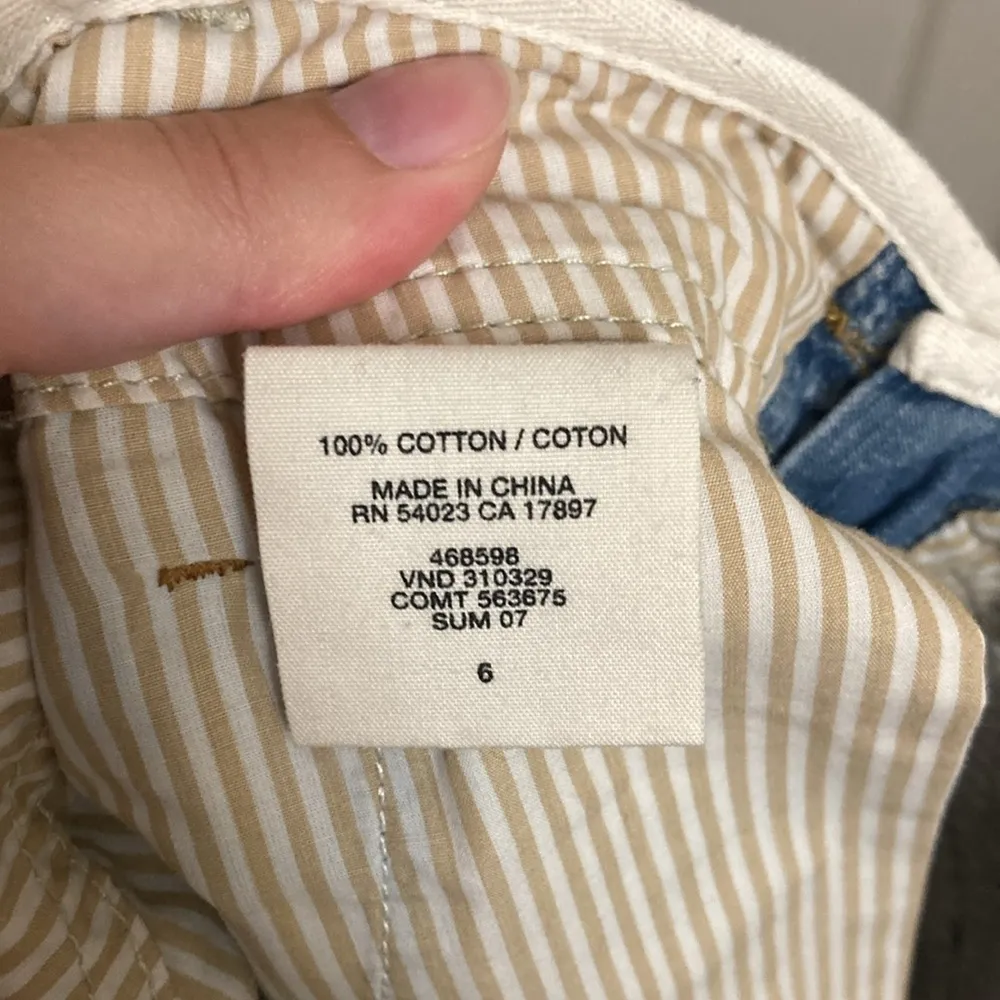 100% COTTON / COTON
MADE IN CHINA
RN 54023 CA 17897
468598
VND 310329
COMT 563675
SUM 07
6